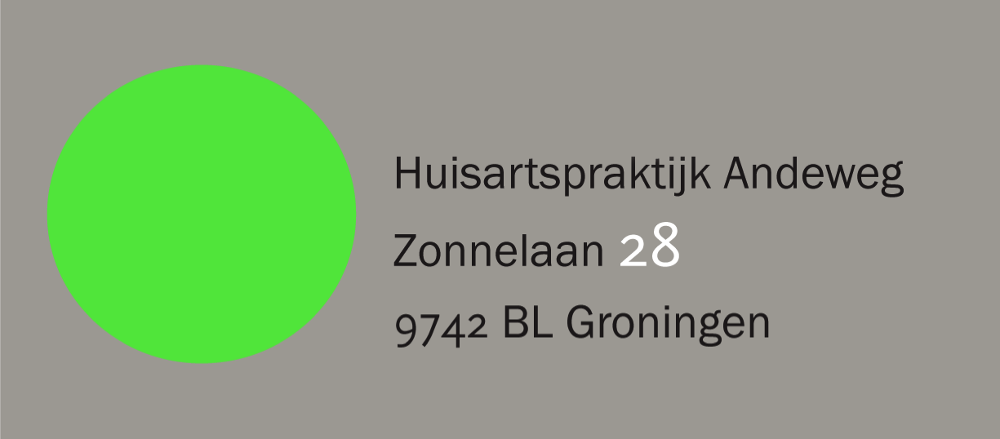 Huisartspraktijk Andeweg
Zonnelaan 28
9742 BL Groningen